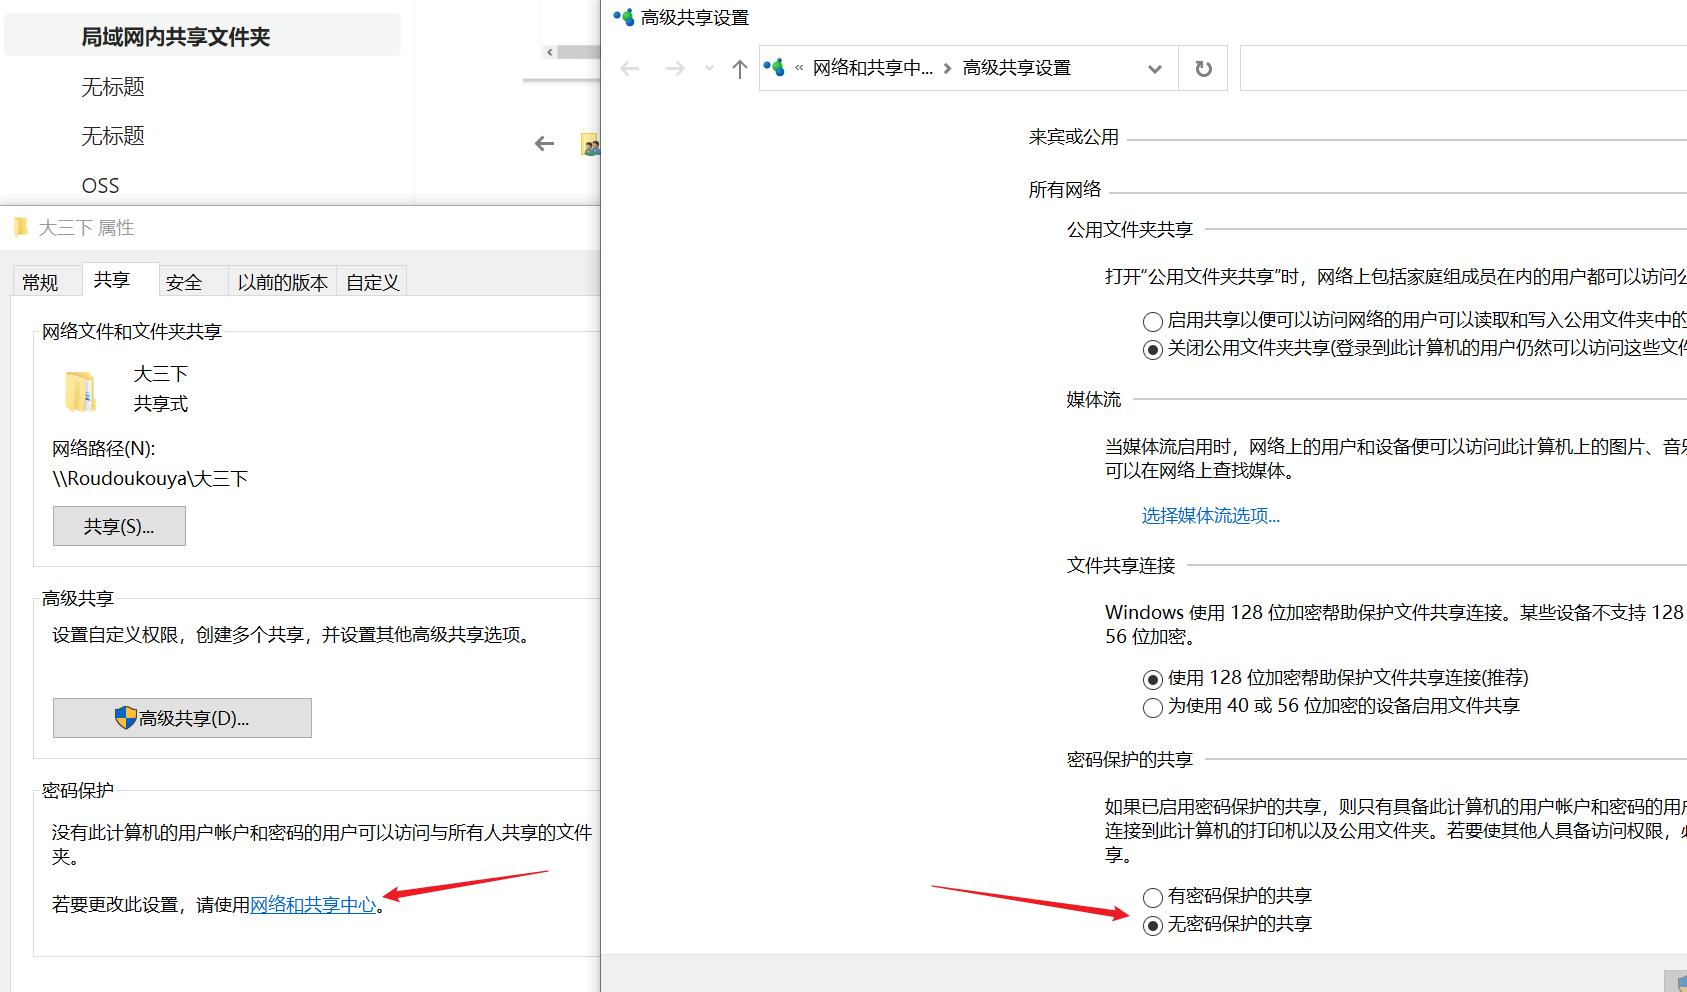 局域网内共享文件夹
无标题
无标题
OSS
大三下 属性
常规
共享
安全
以前的版本
自定义
网络文件和文件夹共享
大三下
共享式
网络路径(N):
\\Roudoukouya\大三下
共享(S)...
高级共享
设置自定义权限，创建多个共享，并设置其他高级共享选项。
高级共享(D)...
密码保护
没有此计算机的用户帐户和密码的用户可以访问与所有人共享的文件
夹。
若要更改此设置，请使用网络和共享中心。
高级共享设置
« 网络和共享中... > 高级共享设置
来宾或公用
所有网络
公用文件夹共享
打开“公用文件夹共享”时，网络上包括家庭组成员在内的用户都可以访问公
启用共享以便可以访问网络的用户可以读取和写入公用文件夹中的
关闭公用文件夹共享(登录到此计算机的用户仍然可以访问这些文件
媒体流
当媒体流启用时，网络上的用户和设备便可以访问此计算机上的图片、音乐
可以在网络上查找媒体。
选择媒体流选项...
文件共享连接
Windows 使用 128 位加密帮助保护文件共享连接。某些设备不支持 128
56 位加密。
使用 128 位加密帮助保护文件共享连接(推荐)
为使用 40 或 56 位加密的设备启用文件共享
密码保护的共享
如果已启用密码保护的共享，则只有具备此计算机的用户帐户和密码的用户
连接到此计算机的打印机以及公用文件夹。若要使其他人具备访问权限，必
享。
有密码保护的共享
无密码保护的共享